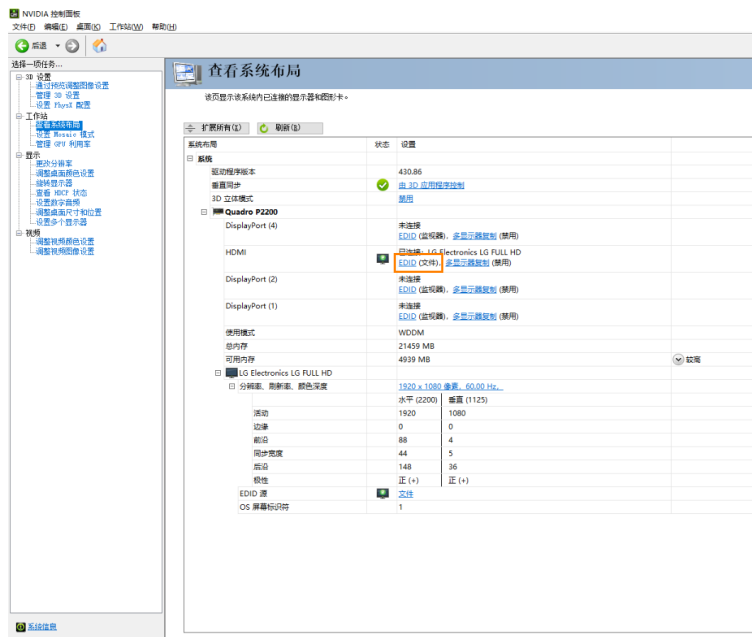 NVIDIA 控制面板
文件(F) 编辑(E) 桌面(K) 工作站(W) 帮助(H)
后退
选择一项任务...
3D 设置
通过预览调整图像设置
管理 3D 设置
设置 PhysX 配置
工作站
查看系统布局
设置 Mosaic 模式
管理 GPU 利用率
显示
更改分辨率
调整桌面颜色设置
旋转显示器
查看 HDCP 状态
设置数字音频
调整桌面尺寸和位置
设置多个显示器
视频
调整视频颜色设置
调整视频图像设置
系统信息
查看系统布局
该页显示该系统内已连接的显示器和图形卡。
扩展所有(X) 刷新(R)
系统布局 状态 设置
系统
驱动程序版本 430.86
垂直同步 由 3D 应用程序控制
3D 立体模式 禁用
Quadro P2200
DisplayPort (4) 未连接
EDID (监视器)，多显示器复制 (禁用)
HDMI 已连接：LG Electronics LG FULL HD
EDID (文件)，多显示器复制 (禁用)
DisplayPort (2) 未连接
EDID (监视器)，多显示器复制 (禁用)
DisplayPort (1) 未连接
EDID (监视器)，多显示器复制 (禁用)
使用模式 WDDM
总内存 21459 MB
可用内存 4939 MB 较高
LG Electronics LG FULL HD
分辨率、刷新率、颜色深度 1920 x 1080 像素，60.00 Hz，
水平 (2200) 垂直 (1125)
活动 1920 1080
边缘 0 0
前沿 88 4
同步宽度 44 5
后沿 148 36
极性 正 (+) 正 (+)
EDID 源 文件
OS 屏幕标识符 1